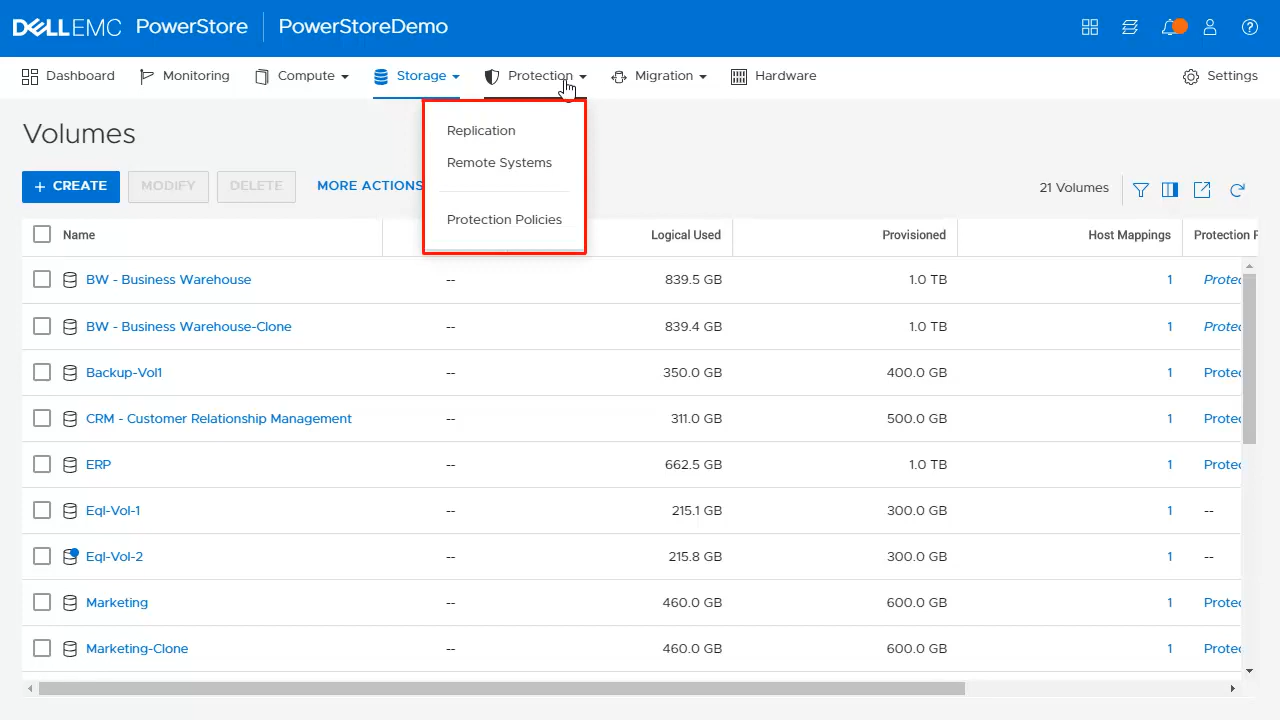 DELLEMC PowerStore PowerStoreDemo
Dashboard Monitoring Compute Storage Protection Migration Hardware Settings
Replication
Remote Systems
Protection Policies
Volumes
+ CREATE MODIFY DELETE MORE ACTIONS 21 Volumes
Name Logical Used Provisioned Host Mappings Protection P
BW - Business Warehouse -- 839.5 GB 1.0 TB 1 Protec
BW - Business Warehouse-Clone -- 839.4 GB 1.0 TB 1 Protec
Backup-Vol1 -- 350.0 GB 400.0 GB 1 Protec
CRM - Customer Relationship Management -- 311.0 GB 500.0 GB 1 Protec
ERP -- 662.5 GB 1.0 TB 1 Protec
Eql-Vol-1 -- 215.1 GB 300.0 GB 1 --
Eql-Vol-2 -- 215.8 GB 300.0 GB 1 --
Marketing -- 460.0 GB 600.0 GB 1 Protec
Marketing-Clone -- 460.0 GB 600.0 GB 1 Protec